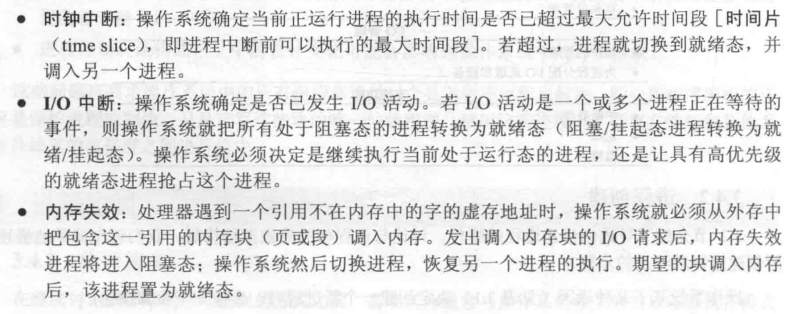 ● 时钟中断：操作系统确定当前正运行进程的执行时间是否已超过最大允许时间段［时间片
（time slice），即进程中断前可以执行的最大时间段］。若超过，进程就切换到就绪态，并
调入另一个进程。
● I/O 中断：操作系统确定是否已发生 I/O 活动。若 I/O 活动是一个或多个进程正在等待的
事件，则操作系统就把所有处于阻塞态的进程转换为就绪态（阻塞/挂起态进程转换为就
绪/挂起态）。操作系统必须决定是继续执行当前处于运行态的进程，还是让具有高优先级
的就绪态进程抢占这个进程。
● 内存失效：处理器遇到一个引用不在内存中的字的虚存地址时，操作系统就必须从外存中
把包含这一引用的内存块（页或段）调入内存。发出调入内存块的 I/O 请求后，内存失效
进程将进入阻塞态；操作系统然后切换进程，恢复另一个进程的执行。期望的块调入内存
后，该进程置为就绪态。